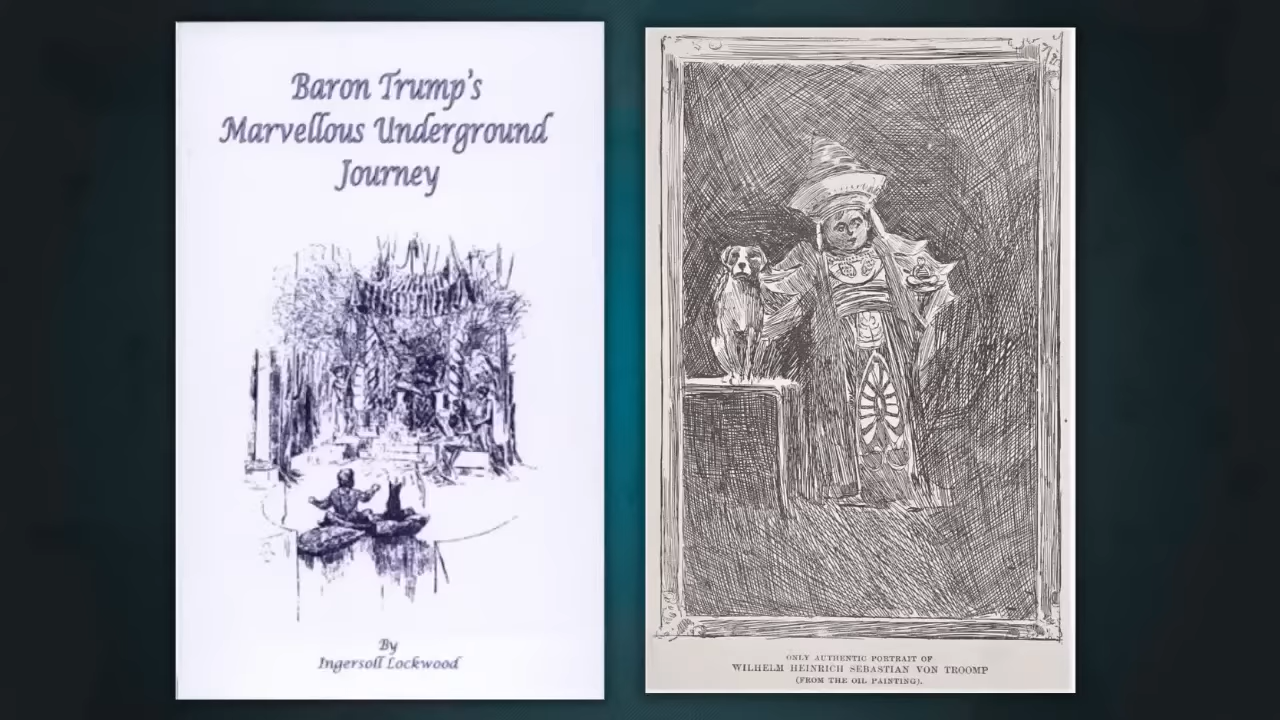 Baron Trump's
Marvellous Underground
Journey
By
Ingersoll Lockwood
ONLY AUTHENTIC PORTRAIT OF
WILHELM HEINRICH SEBASTIAN VON TROOMP
(FROM THE OIL PAINTING).